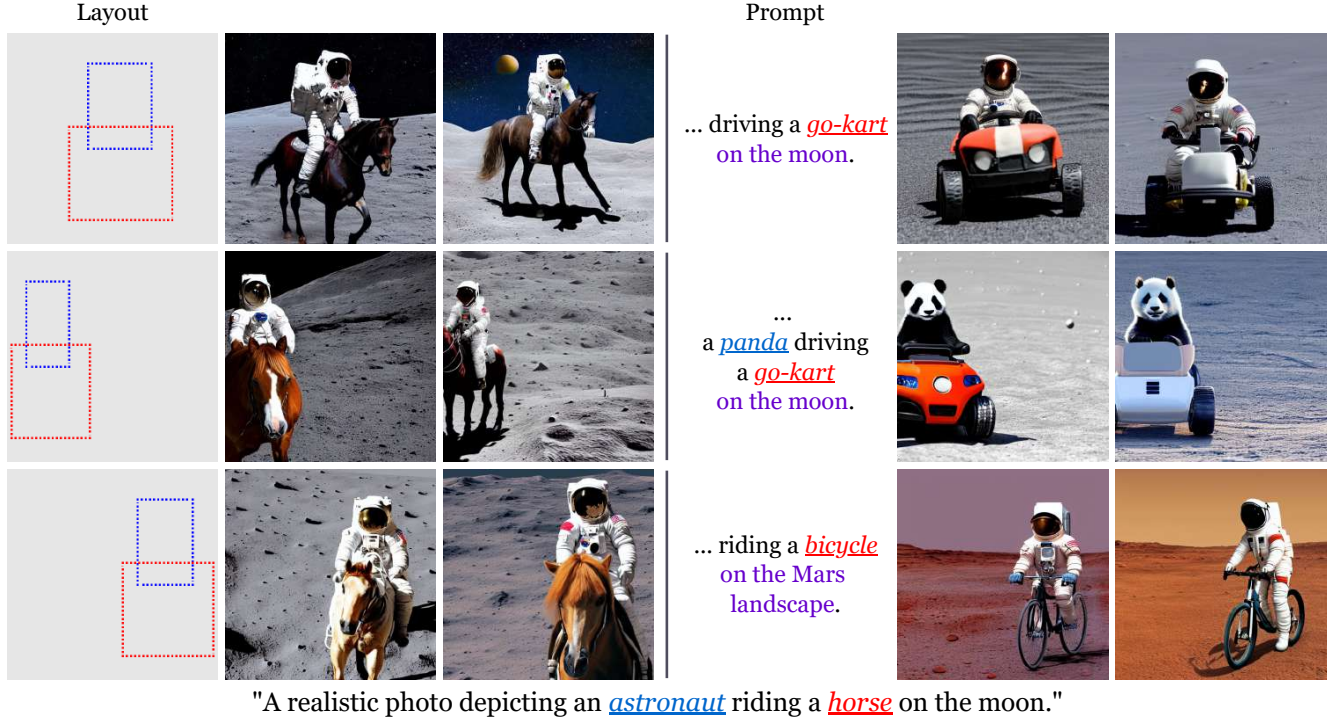 Layout
Prompt
... driving a go-kart
on the moon.
...
a panda driving
a go-kart
on the moon.
... riding a bicycle
on the Mars
landscape.
"A realistic photo depicting an astronaut riding a horse on the moon."